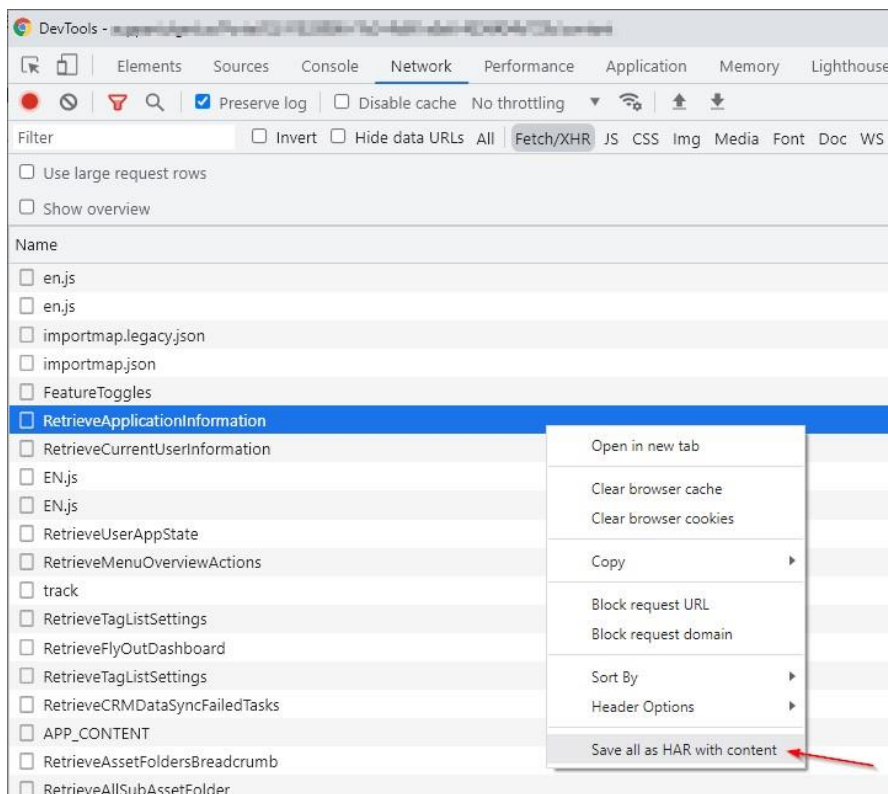 DevTools -
Elements Sources Console Network Performance Application Memory Lighthouse
Preserve log Disable cache No throttling
Filter Invert Hide data URLs All Fetch/XHR JS CSS Img Media Font Doc WS
Use large request rows
Show overview
Name
en.js
en.js
importmap.legacy.json
importmap.json
FeatureToggles
RetrieveApplicationInformation
RetrieveCurrentUserInformation
EN.js
EN.js
RetrieveUserAppState
RetrieveMenuOverviewActions
track
RetrieveTagListSettings
RetrieveFlyOutDashboard
RetrieveTagListSettings
RetrieveCRMDataSyncFailedTasks
APP_CONTENT
RetrieveAssetFoldersBreadcrumb
RetrieveAllSubAssetFolder
Open in new tab
Clear browser cache
Clear browser cookies
Copy
Block request URL
Block request domain
Sort By
Header Options
Save all as HAR with content